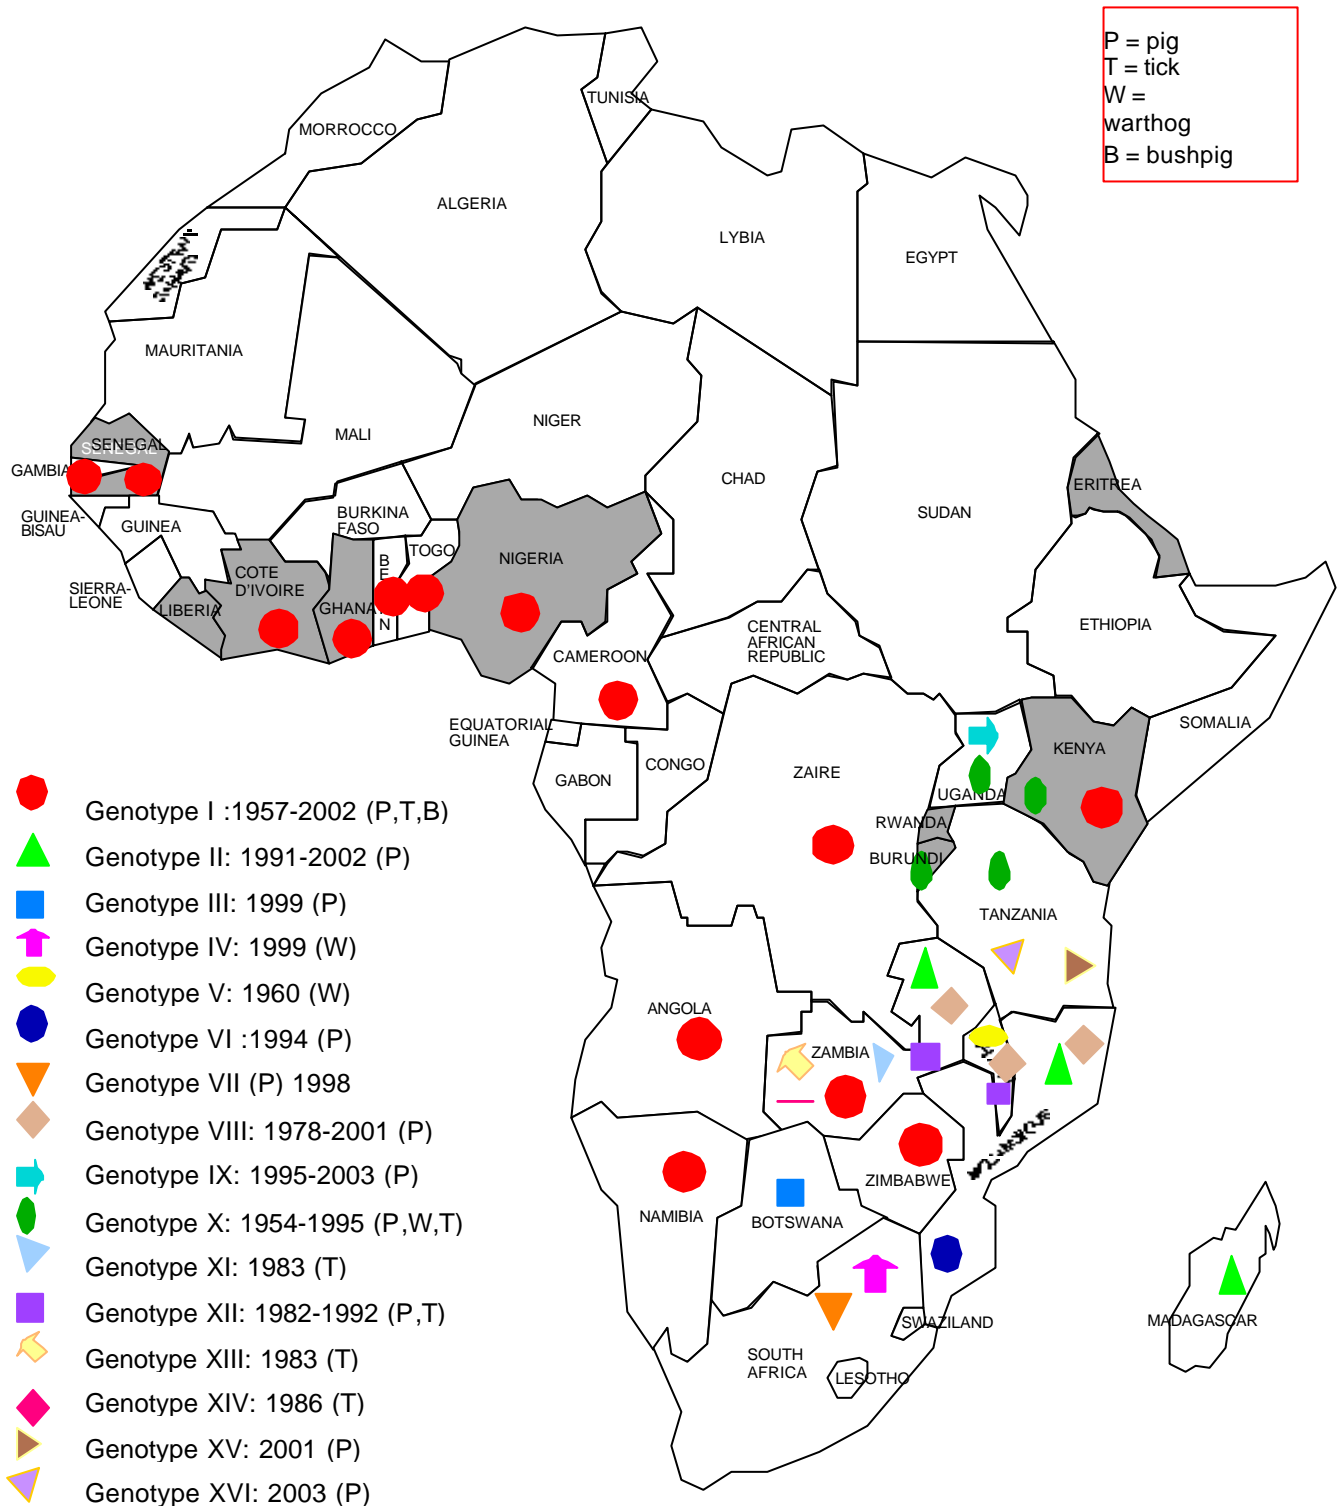 P = pig
T = tick
W =
warthog
B = bushpig
TUNISIA
MORROCCO
ALGERIA
LYBIA
EGYPT
MAURITANIA
MALI
NIGER
CHAD
SUDAN
ERITREA
SENEGAL
SENEGAL
GAMBIA
GUINEA-
BISAU
GUINEA
BURKINA
FASO
TOGO
NIGERIA
SIERRA-
LEONE
LIBERIA
COTE
D'IVOIRE
GHANA
B
E
N
CENTRAL
AFRICAN
REPUBLIC
ETHIOPIA
CAMEROON
SOMALIA
EQUATORIAL
GUINEA
GABON
CONGO
ZAIRE
UGANDA
KENYA
RWANDA
BURUNDI
TANZANIA
ANGOLA
ZAMBIA
ZIMBABWE
NAMIBIA
BOTSWANA
SWAZILAND
SOUTH
AFRICA
LESOTHO
MADAGASCAR
Genotype I :1957-2002 (P,T,B)
Genotype II: 1991-2002 (P)
Genotype III: 1999 (P)
Genotype IV: 1999 (W)
Genotype V: 1960 (W)
Genotype VI :1994 (P)
Genotype VII (P) 1998
Genotype VIII: 1978-2001 (P)
Genotype IX: 1995-2003 (P)
Genotype X: 1954-1995 (P,W,T)
Genotype XI: 1983 (T)
Genotype XII: 1982-1992 (P,T)
Genotype XIII: 1983 (T)
Genotype XIV: 1986 (T)
Genotype XV: 2001 (P)
Genotype XVI: 2003 (P)